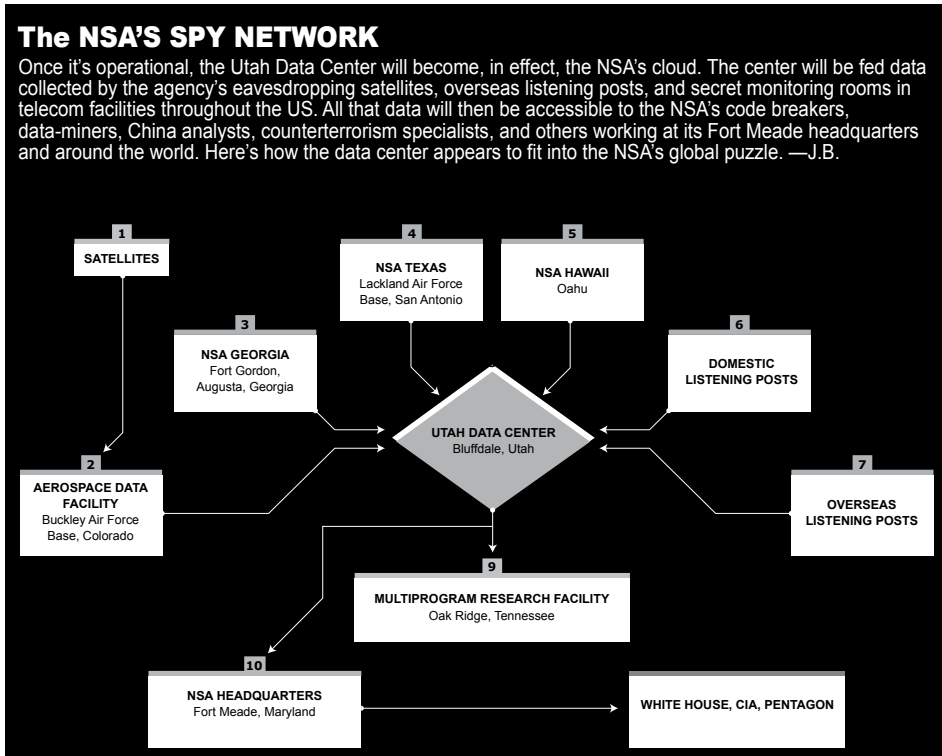 The NSA'S SPY NETWORK
Once it's operational, the Utah Data Center will become, in effect, the NSA's cloud. The center will be fed data
collected by the agency's eavesdropping satellites, overseas listening posts, and secret monitoring rooms in
telecom facilities throughout the US. All that data will then be accessible to the NSA's code breakers,
data-miners, China analysts, counterterrorism specialists, and others working at its Fort Meade headquarters
and around the world. Here's how the data center appears to fit into the NSA's global puzzle. —J.B.
1
SATELLITES
4
NSA TEXAS
Lackland Air Force
Base, San Antonio
5
NSA HAWAII
Oahu
3
NSA GEORGIA
Fort Gordon,
Augusta, Georgia
6
DOMESTIC
LISTENING POSTS
UTAH DATA CENTER
Bluffdale, Utah
2
AEROSPACE DATA
FACILITY
Buckley Air Force
Base, Colorado
7
OVERSEAS
LISTENING POSTS
9
MULTIPROGRAM RESEARCH FACILITY
Oak Ridge, Tennessee
10
NSA HEADQUARTERS
Fort Meade, Maryland
WHITE HOUSE, CIA, PENTAGON